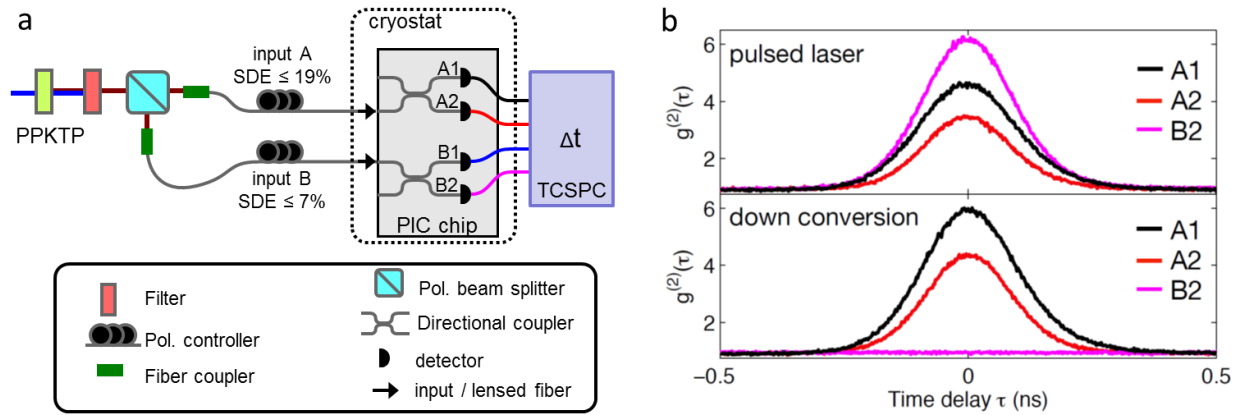 a
cryostat
input A
SDE ≤ 19%
A1
A2
PPKTP
Δt
input B
SDE ≤ 7%
B1
B2
TCSPC
PIC chip
Filter
Pol. controller
Fiber coupler
Pol. beam splitter
Directional coupler
detector
input / lensed fiber
b
pulsed laser
A1
A2
B2
g(2)(τ)
6
4
2
down conversion
A1
A2
B2
g(2)(τ)
6
4
2
-0.5
0
0.5
Time delay τ (ns)